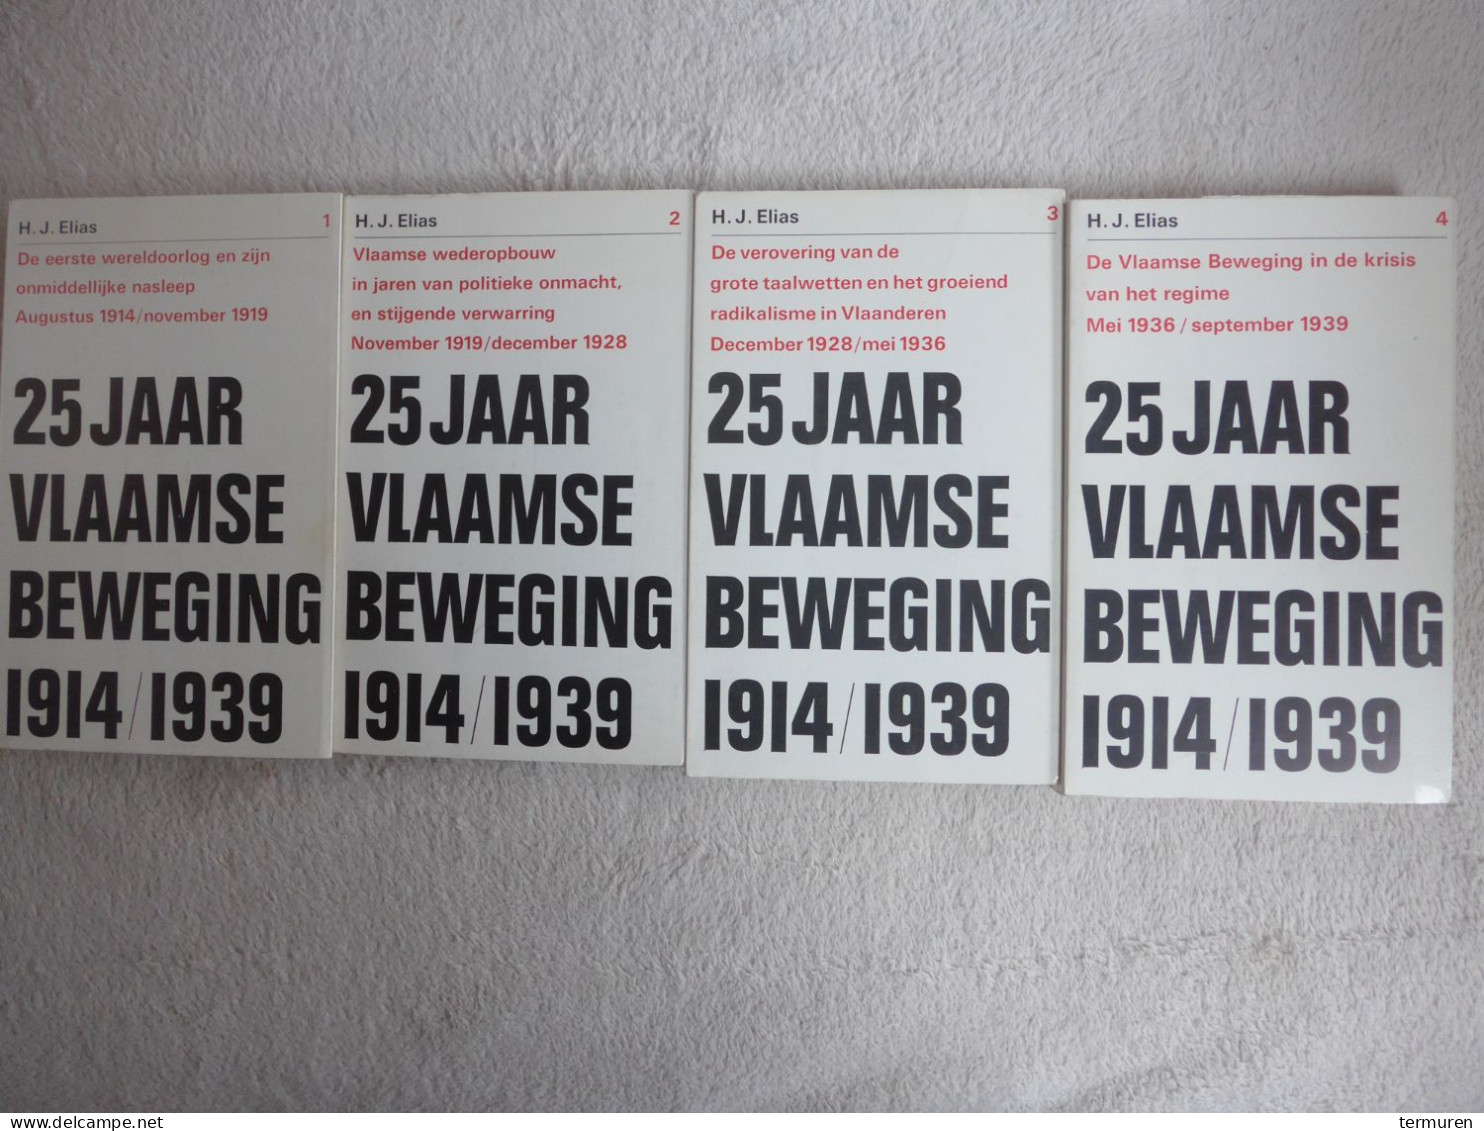 H. J. Elias 1
De eerste wereldoorlog en zijn
onmiddellijke nasleep
Augustus 1914/november 1919
25 JAAR
VLAAMSE
BEWEGING
1914/1939
H. J. Elias 2
Vlaamse wederopbouw
in jaren van politieke onmacht,
en stijgende verwarring
November 1919/december 1928
25 JAAR
VLAAMSE
BEWEGING
1914/1939
H. J. Elias 3
De verovering van de
grote taalwetten en het groeiend
radikalisme in Vlaanderen
December 1928/mei 1936
25 JAAR
VLAAMSE
BEWEGING
1914/1939
H. J. Elias 4
De Vlaamse Beweging in de krisis
van het regime
Mei 1936/september 1939
25 JAAR
VLAAMSE
BEWEGING
1914/1939
delcampe.net
termuren